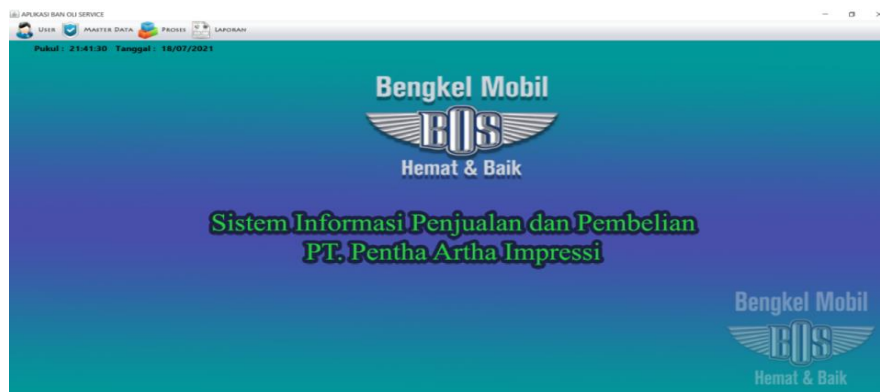 APLIKASI BAN OLI SERVICE
USER MASTER DATA PROSES LAPORAN
Pukul : 21:41:30 Tanggal : 18/07/2021
Bengkel Mobil
BOS
Hemat & Baik
Sistem Informasi Penjualan dan Pembelian
PT. Pentha Artha Impressi
Bengkel Mobil
BOS
Hemat & Baik